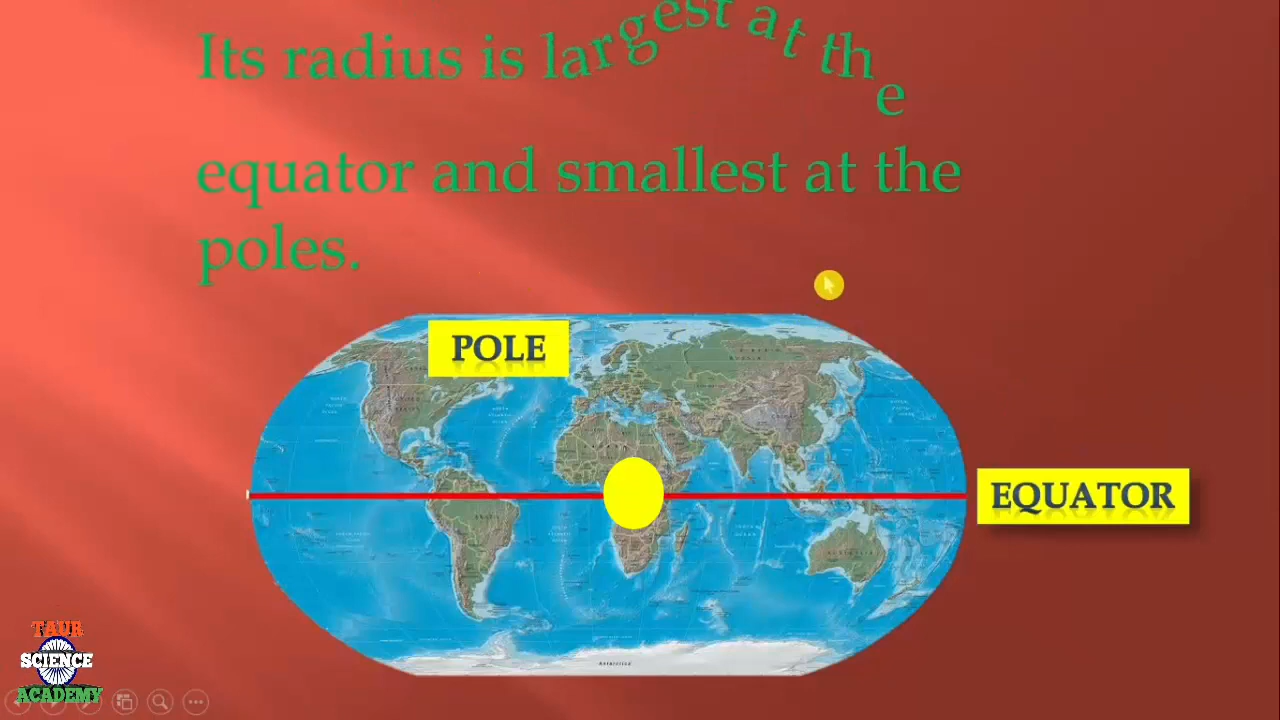 Its radius is largest at the
equator and smallest at the
poles.
POLE
EQUATOR
TAUR
SCIENCE
ACADEMY